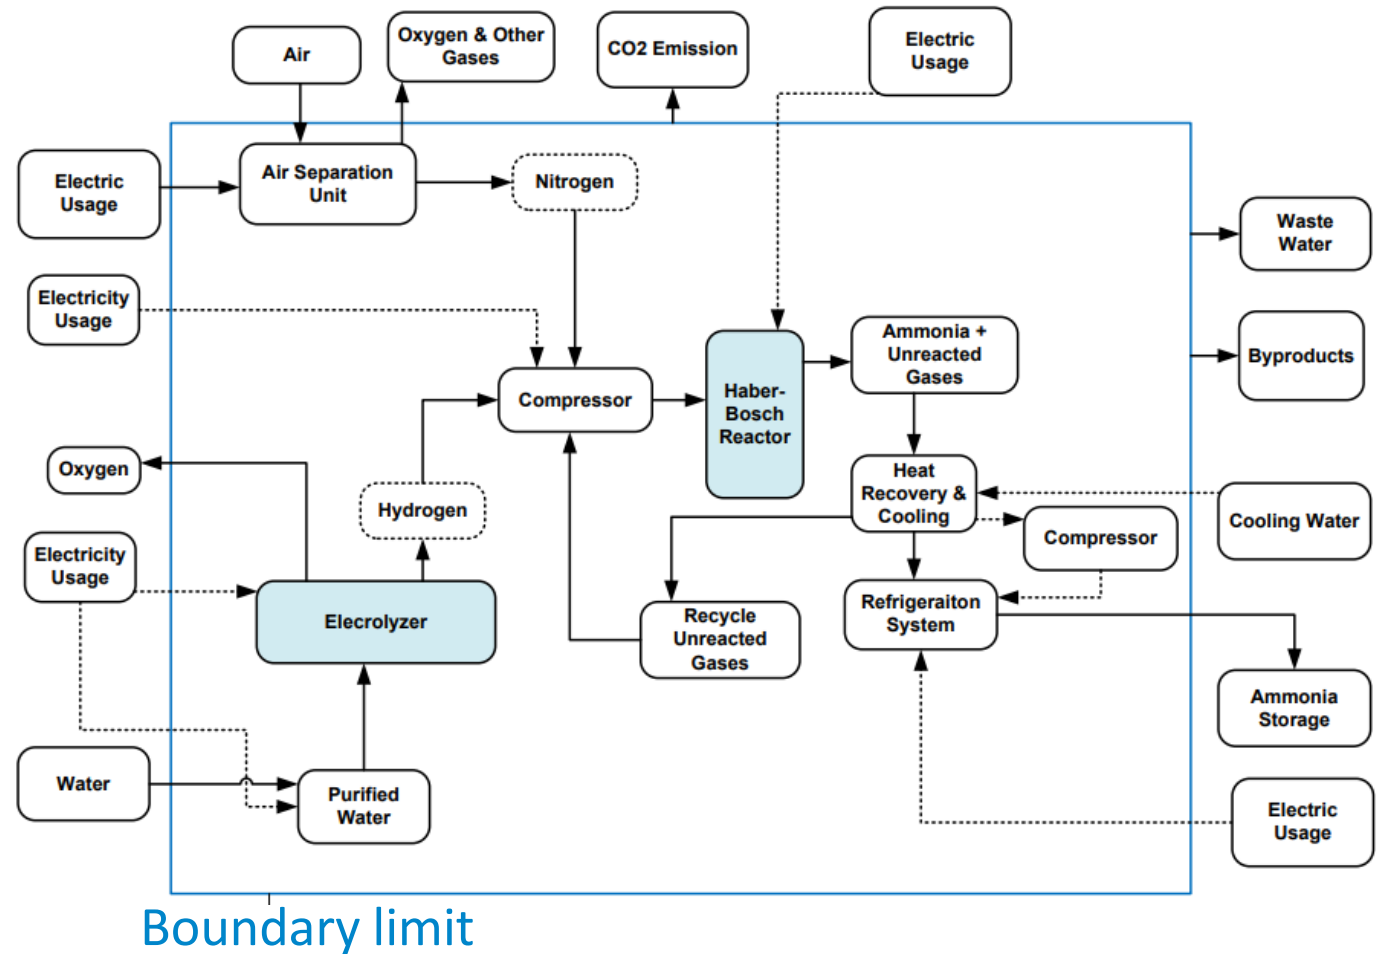 Air
Oxygen & Other
Gases
CO2 Emission
Electric
Usage
Electric
Usage
Air Separation
Unit
Nitrogen
Waste
Water
Electricity
Usage
Byproducts
Ammonia +
Unreacted
Gases
Haber-
Bosch
Reactor
Compressor
Oxygen
Heat
Recovery &
Cooling
Hydrogen
Cooling Water
Compressor
Electricity
Usage
Elecrolyzer
Refrigeraiton
System
Recycle
Unreacted
Gases
Ammonia
Storage
Water
Purified
Water
Electric
Usage
Boundary limit